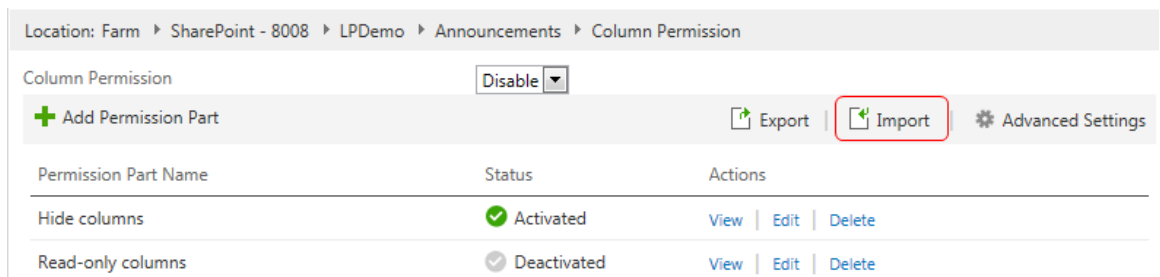 Location: Farm ▸ SharePoint - 8008 ▸ LPDemo ▸ Announcements ▸ Column Permission
Column Permission Disable
Add Permission Part Export | Import | Advanced Settings
Permission Part Name Status Actions
Hide columns Activated View | Edit | Delete
Read-only columns Deactivated View | Edit | Delete